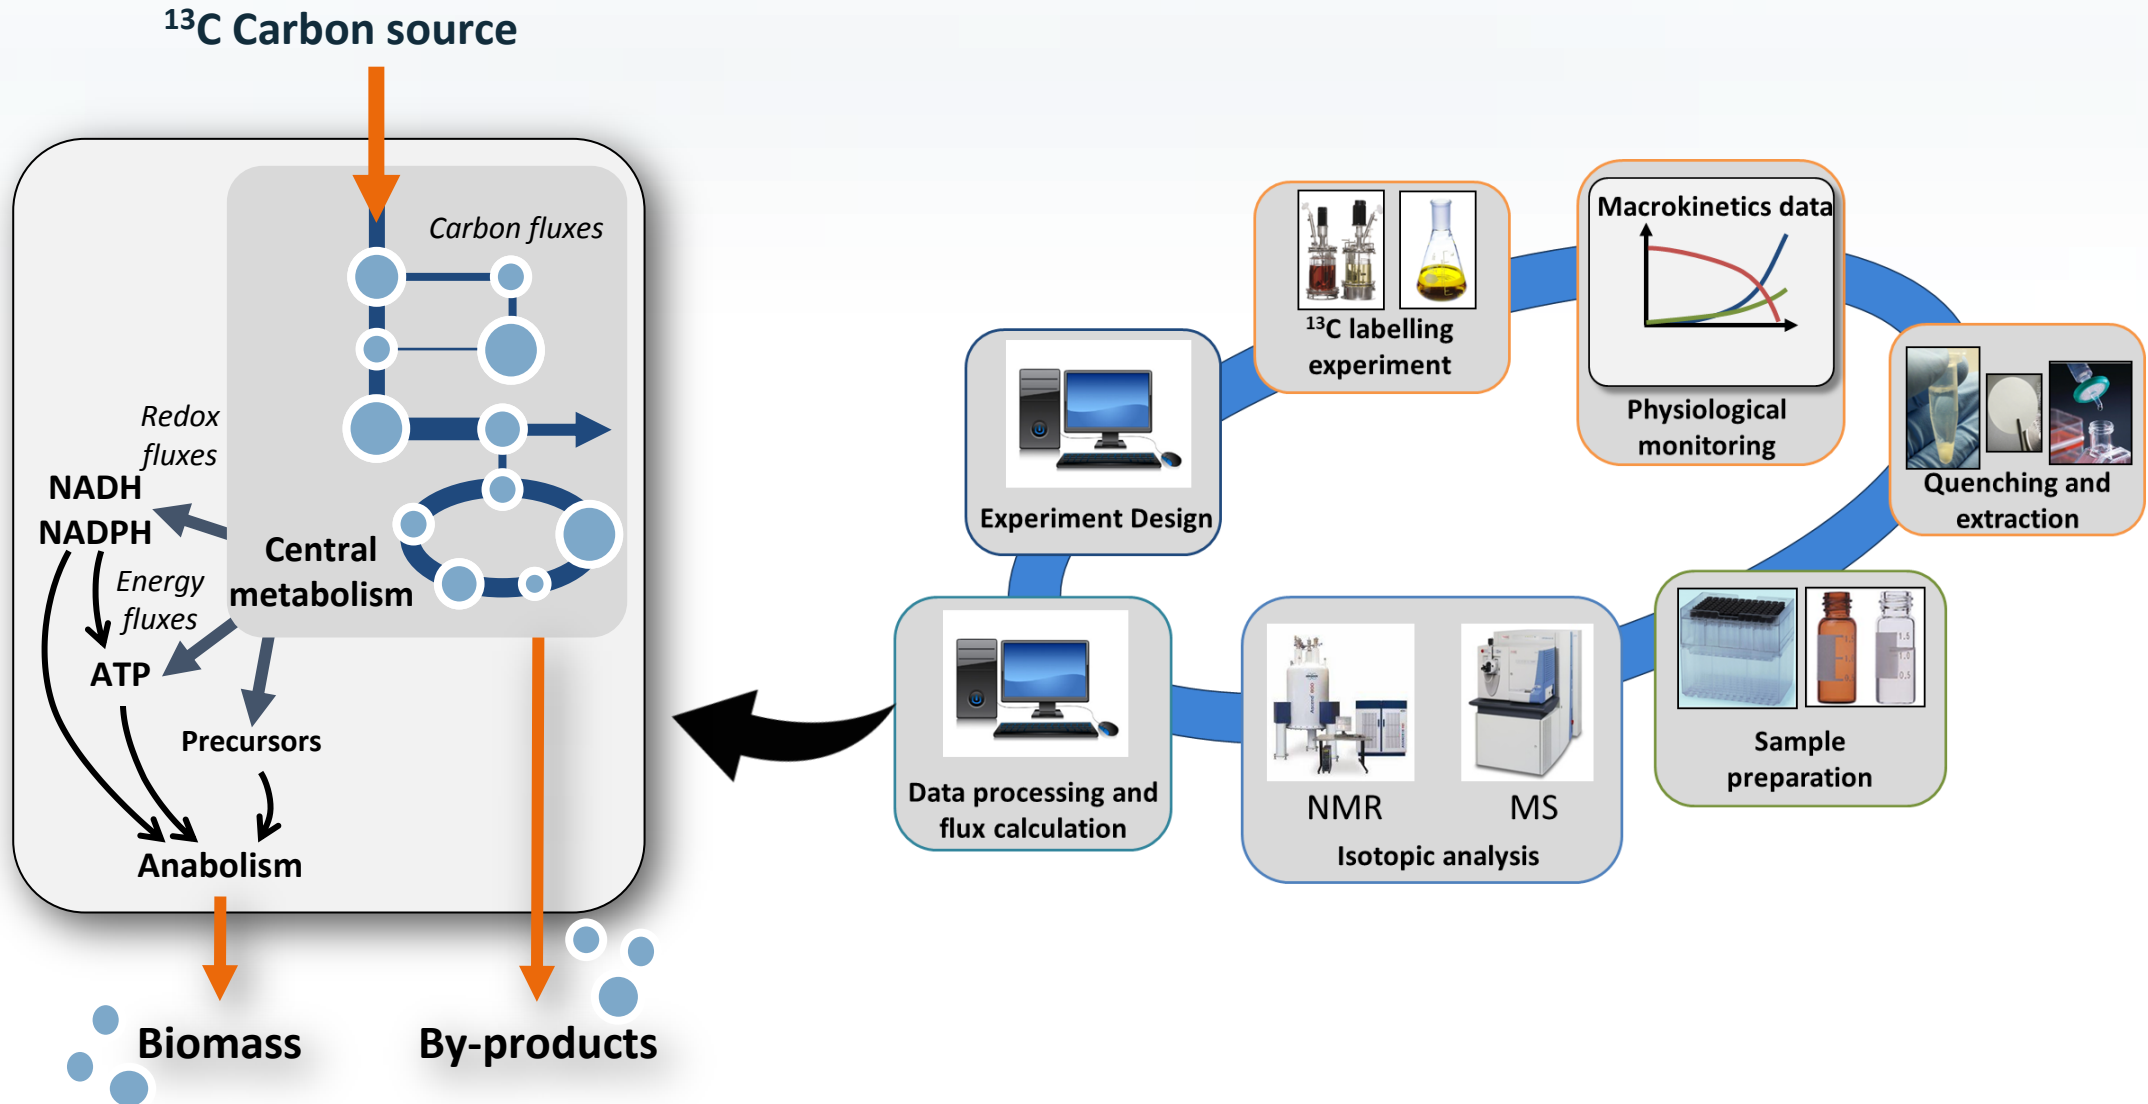 ¹³C Carbon source
Carbon fluxes
Redox
fluxes
NADH
NADPH
Energy
fluxes
Central
metabolism
ATP
Precursors
Anabolism
Biomass
By-products
Experiment Design
¹³C labelling
experiment
Macrokinetics data
Physiological
monitoring
Quenching and
extraction
Sample
preparation
NMR
MS
Isotopic analysis
Data processing and
flux calculation